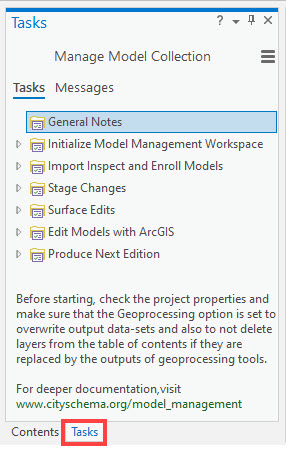 Tasks
Manage Model Collection
Tasks Messages
General Notes
Initialize Model Management Workspace
Import Inspect and Enroll Models
Stage Changes
Surface Edits
Edit Models with ArcGIS
Produce Next Edition
Before starting, check the project properties and
make sure that the Geoprocessing option is set to
overwrite output data-sets and also to not delete
layers from the table of contents if they are
replaced by the outputs of geoprocessing tools.
For deeper documentation,visit
www.cityschema.org/model_management
Contents Tasks